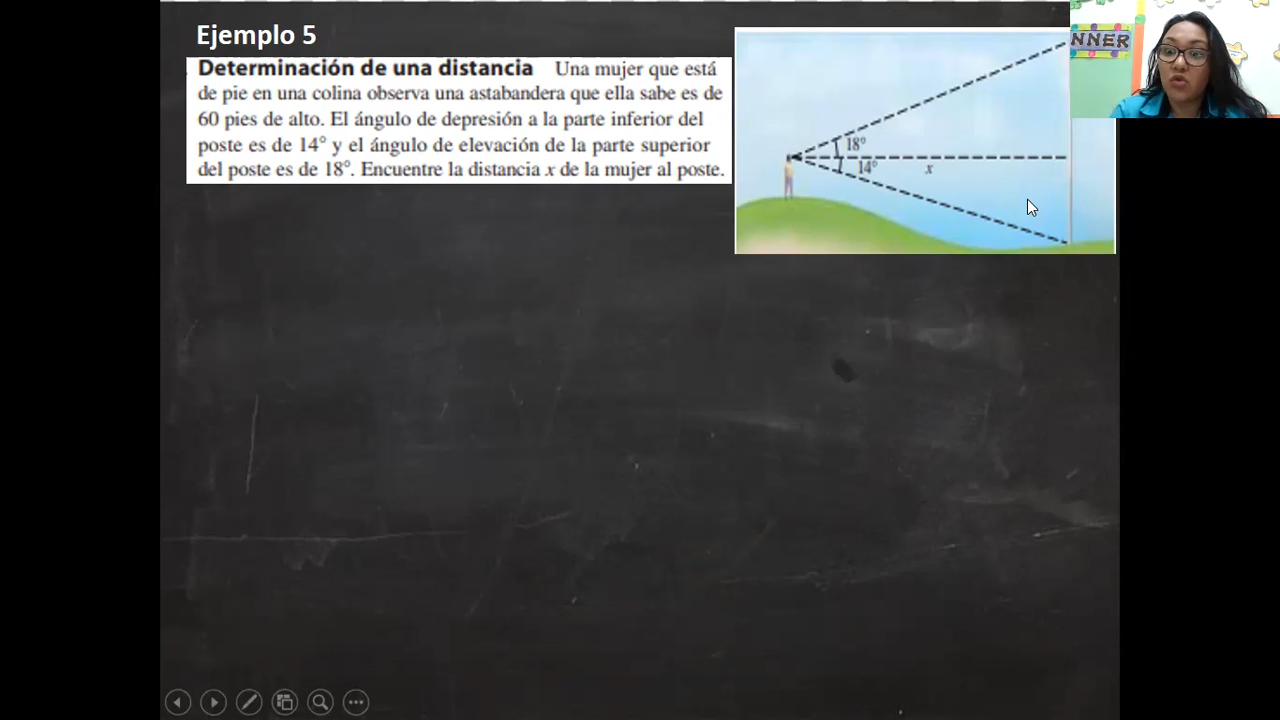 Ejemplo 5
Determinación de una distancia Una mujer que está
de pie en una colina observa una astabandera que ella sabe es de
60 pies de alto. El ángulo de depresión a la parte inferior del
poste es de 14° y el ángulo de elevación de la parte superior
del poste es de 18°. Encuentre la distancia x de la mujer al poste.
18°
14°
x
NNER